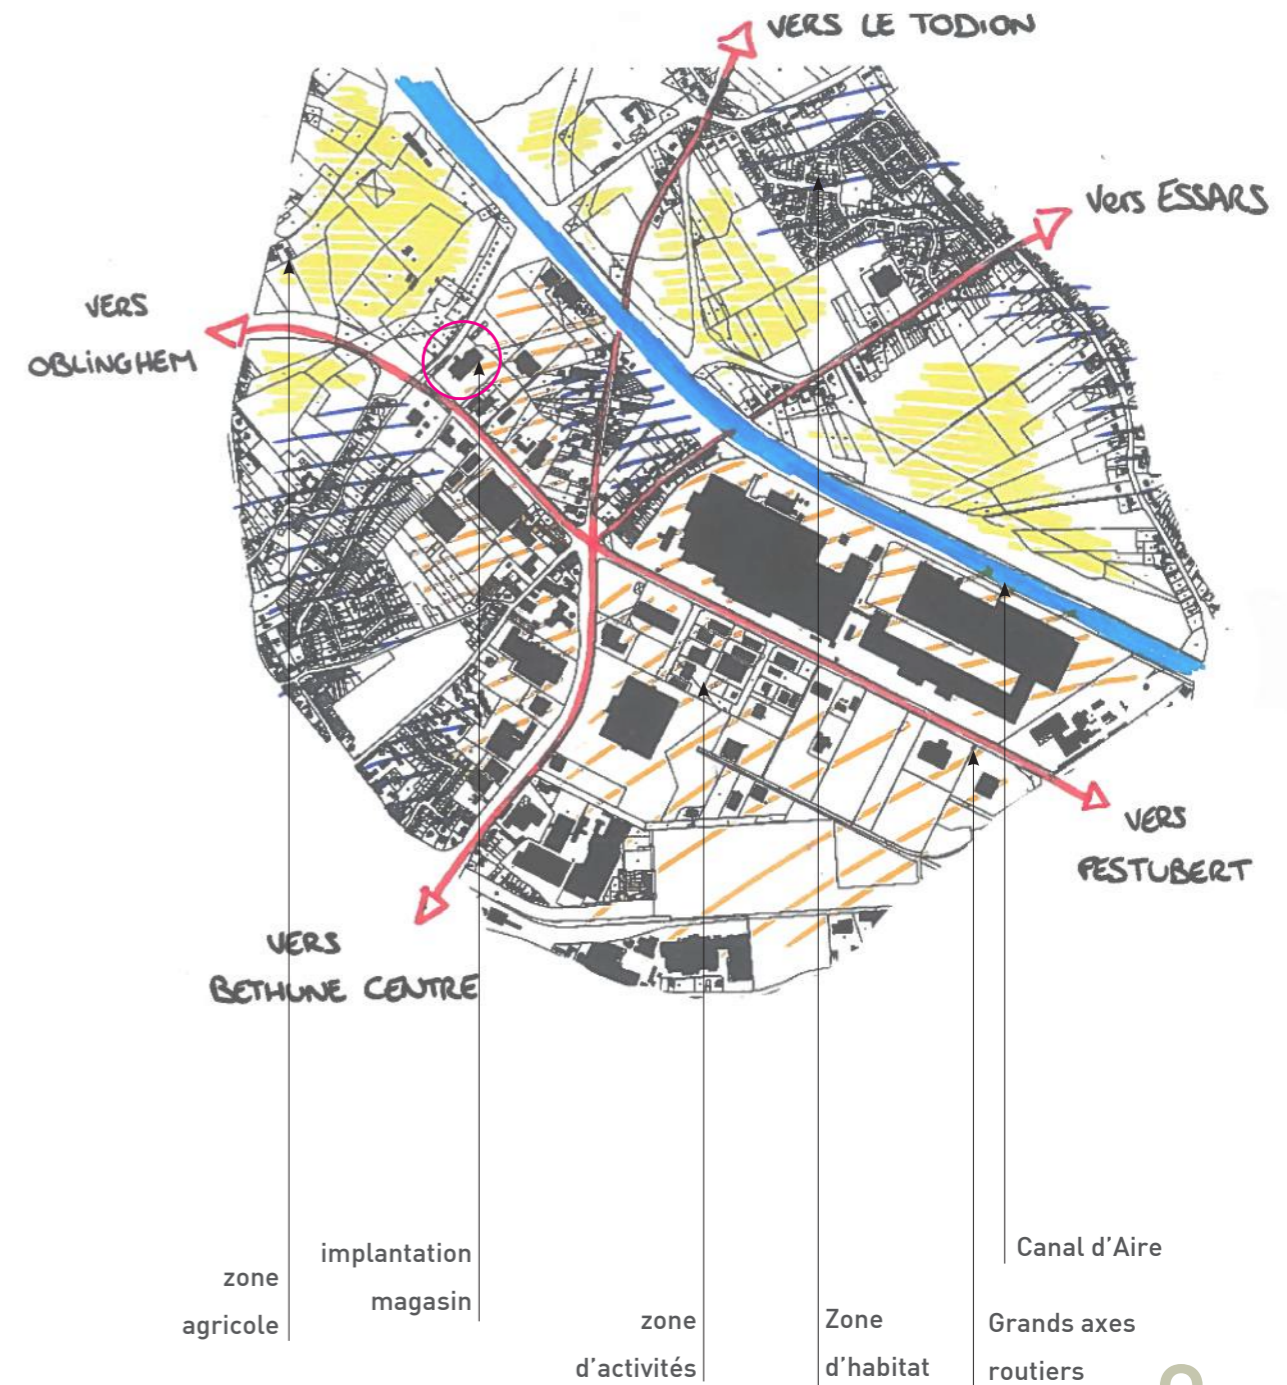 VERS LE TODION
Vers ESSARS
VERS
OBLINGHEM
VERS
FESTUBERT
VERS
BETHUNE CENTRE
Canal d'Aire
implantation
magasin
zone
agricole
zone
d'activités
Zone
d'habitat
Grands axes
routiers